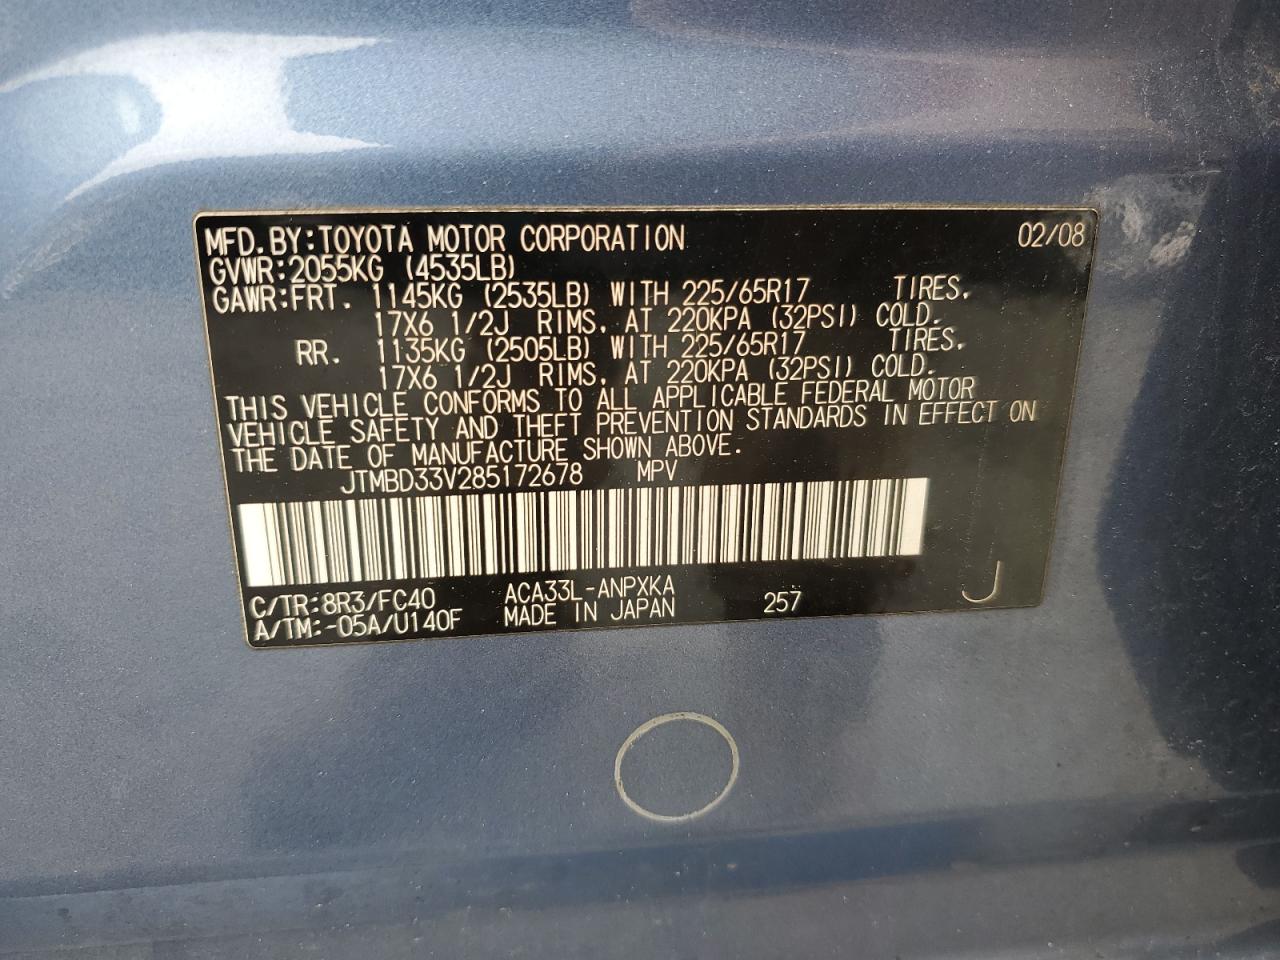 MFD.BY:TOYOTA MOTOR CORPORATION 02/08
GVWR:2055KG (4535LB)
GAWR:FRT. 1145KG (2535LB) WITH 225/65R17 TIRES,
17X6 1/2J RIMS, AT 220KPA (32PSI) COLD.
RR. 1135KG (2505LB) WITH 225/65R17 TIRES,
17X6 1/2J RIMS, AT 220KPA (32PSI) COLD.
THIS VEHICLE CONFORMS TO ALL APPLICABLE FEDERAL MOTOR
VEHICLE SAFETY AND THEFT PREVENTION STANDARDS IN EFFECT ON
THE DATE OF MANUFACTURE SHOWN ABOVE.
JTMBD33V285172678 MPV
C/TR:8R3/FC40 ACA33L-ANPXKA
A/TM:-05A/U140F MADE IN JAPAN 257 J